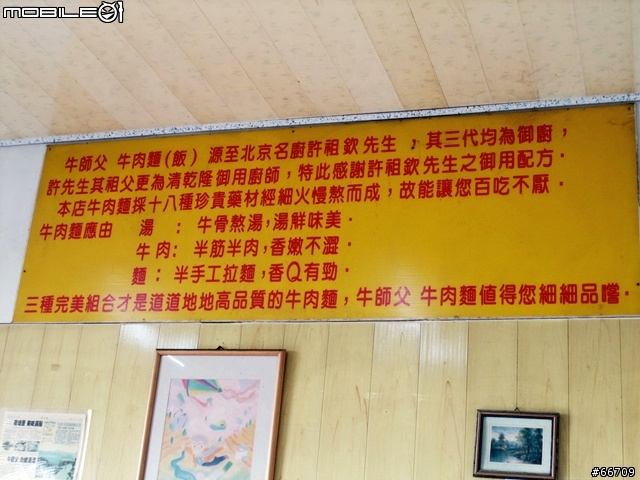 MOBILE01
牛師父 牛肉麵(飯) 源至北京名廚許祖欽先生，其三代均為御廚，
許先生其祖父更為清乾隆御用廚師，特此感謝許祖欽先生之御用配方．
本店牛肉麵採十八種珍貴藥材經細火慢熬而成，故能讓您百吃不厭．
牛肉麵應由 湯 : 牛骨熬湯，湯鮮味美．
牛肉: 半筋半肉，香嫩不澀．
麵: 半手工拉麵，香Q有勁．
三種完美組合才是道道地地高品質的牛肉麵，牛師父 牛肉麵值得您細細品嚐．
#66709